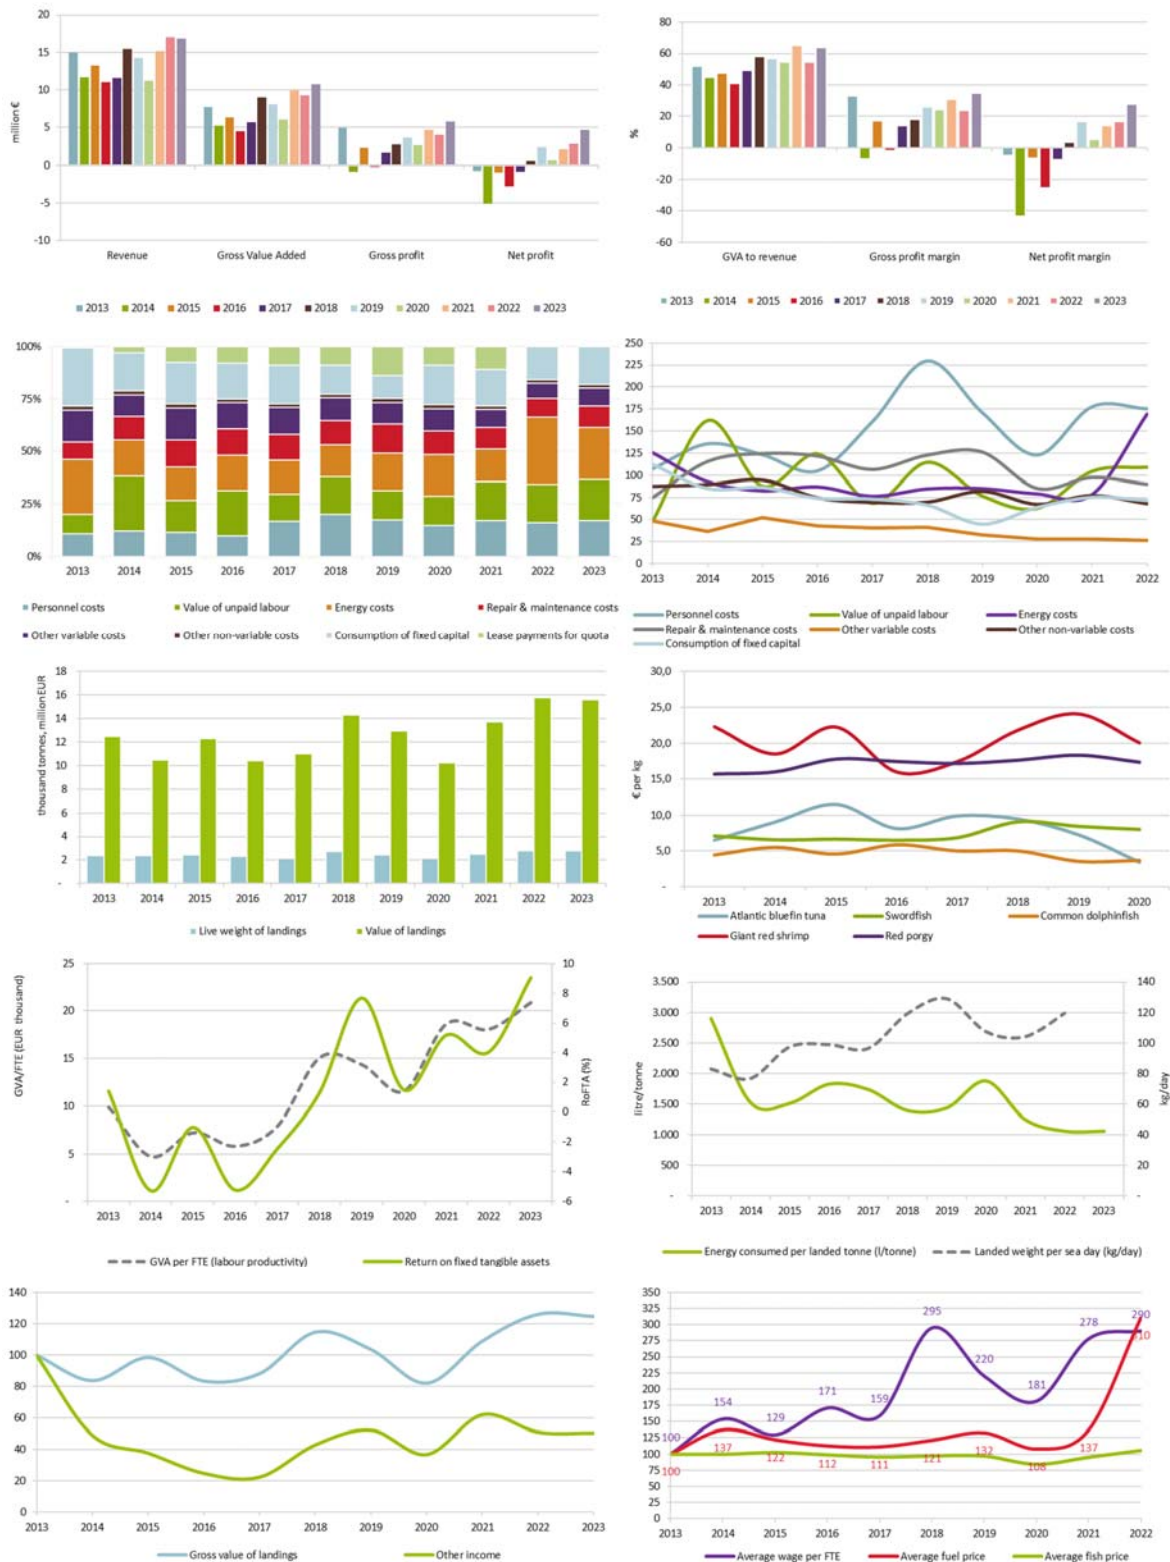 20
15
10
5
0
-5
-10
million €
Revenue
Gross Value Added
Gross profit
Net profit
2013 2014 2015 2016 2017 2018 2019 2020 2021 2022 2023
80
60
40
20
0
-20
-40
-60
%
GVA to revenue
Gross profit margin
Net profit margin
2013 2014 2015 2016 2017 2018 2019 2020 2021 2022 2023
100%
75%
50%
25%
0%
2013 2014 2015 2016 2017 2018 2019 2020 2021 2022 2023
Personnel costs Value of unpaid labour Energy costs Repair & maintenance costs
Other variable costs Other non-variable costs Consumption of fixed capital Lease payments for quota
250
225
200
175
150
125
100
75
50
25
0
2013 2014 2015 2016 2017 2018 2019 2020 2021 2022
Personnel costs Value of unpaid labour Energy costs
Repair & maintenance costs Other variable costs Other non-variable costs
Consumption of fixed capital
18
16
14
12
10
8
6
4
2
-
thousand tonnes, million EUR
2013 2014 2015 2016 2017 2018 2019 2020 2021 2022 2023
Live weight of landings Value of landings
30,0
25,0
20,0
15,0
10,0
5,0
-
€ per kg
2013 2014 2015 2016 2017 2018 2019 2020
Atlantic bluefin tuna Swordfish Common dolphinfish
Giant red shrimp Red porgy
25
20
15
10
5
-
GVA/FTE (EUR thousand)
10
8
6
4
2
0
-2
-4
-6
RoFTA (%)
2013 2014 2015 2016 2017 2018 2019 2020 2021 2022 2023
GVA per FTE (labour productivity) Return on fixed tangible assets
3.500
3.000
2.500
2.000
1.500
1.000
500
-
litre/tonne
140
120
100
80
60
40
20
-
kg/day
2013 2014 2015 2016 2017 2018 2019 2020 2021 2022 2023
Energy consumed per landed tonne (l/tonne) Landed weight per sea day (kg/day)
140
120
100
80
60
40
20
0
2013 2014 2015 2016 2017 2018 2019 2020 2021 2022 2023
Gross value of landings Other income
350
325
300
275
250
225
200
175
150
125
100
75
50
25
0
100 154 129 171 159 295 220 181 278 290
100 137 122 112 111 121 132 108 137 310
2013 2014 2015 2016 2017 2018 2019 2020 2021 2022
Average wage per FTE Average fuel price Average fish price